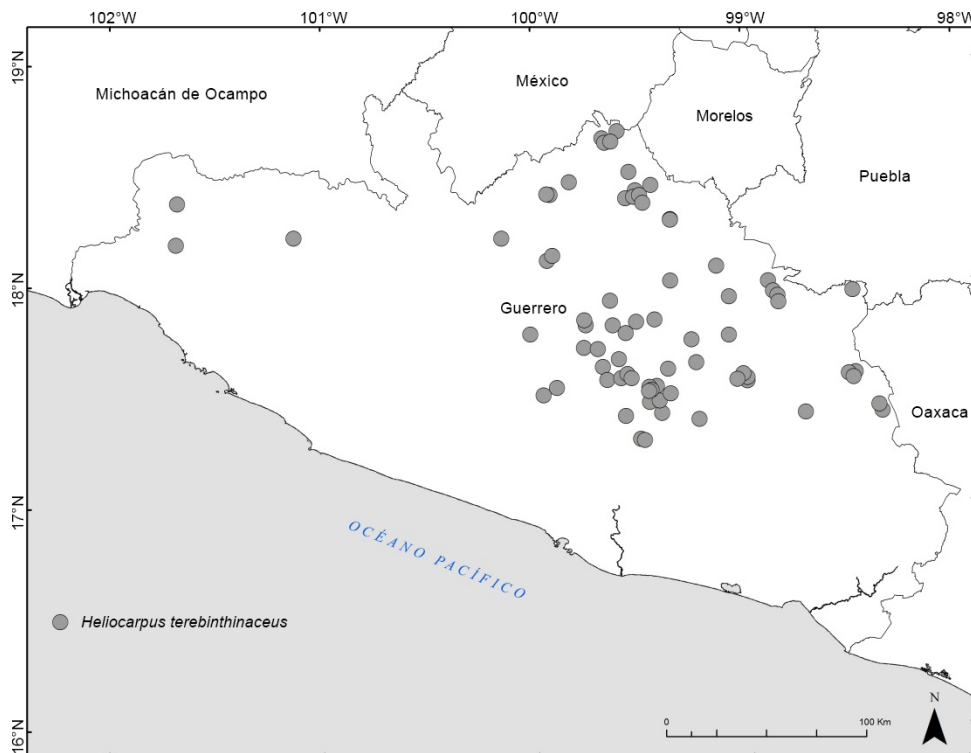 102°W
101°W
100°W
99°W
98°W
19°N
México
Michoacán de Ocampo
Morelos
Puebla
18°N
Guerrero
Oaxaca
17°N
OCÉANO PACÍFICO
Heliocarpus terebinthinaceus
N
0
100 Km
16°N